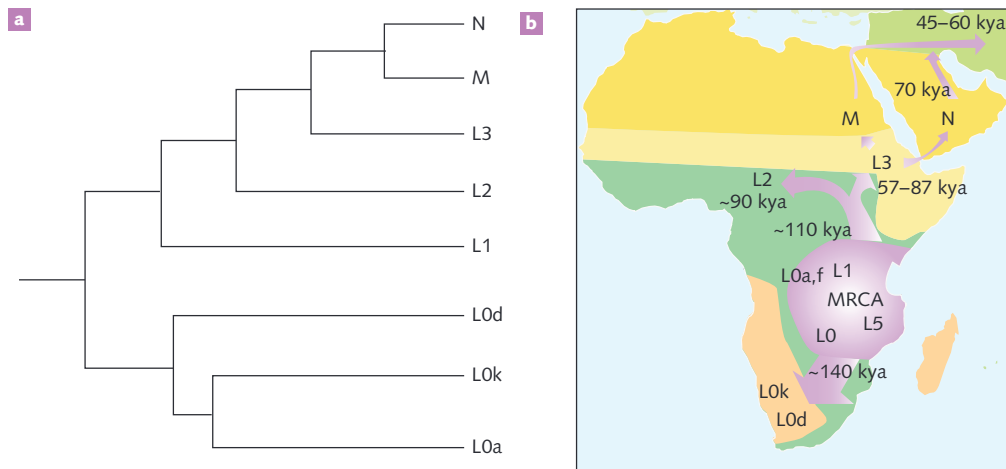 a
N
M
L3
L2
L1
L0d
L0k
L0a
b
45–60 kya
70 kya
M
N
L3
57–87 kya
L2
~90 kya
~110 kya
L0a,f
L1
MRCA
L5
L0
~140 kya
L0k
L0d